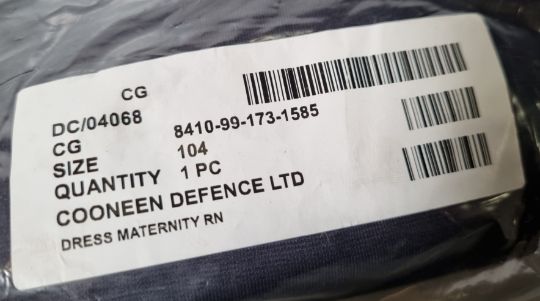 CG
DC/04068
CG 8410-99-173-1585
SIZE 104
QUANTITY 1 PC
COONEEN DEFENCE LTD
DRESS MATERNITY RN